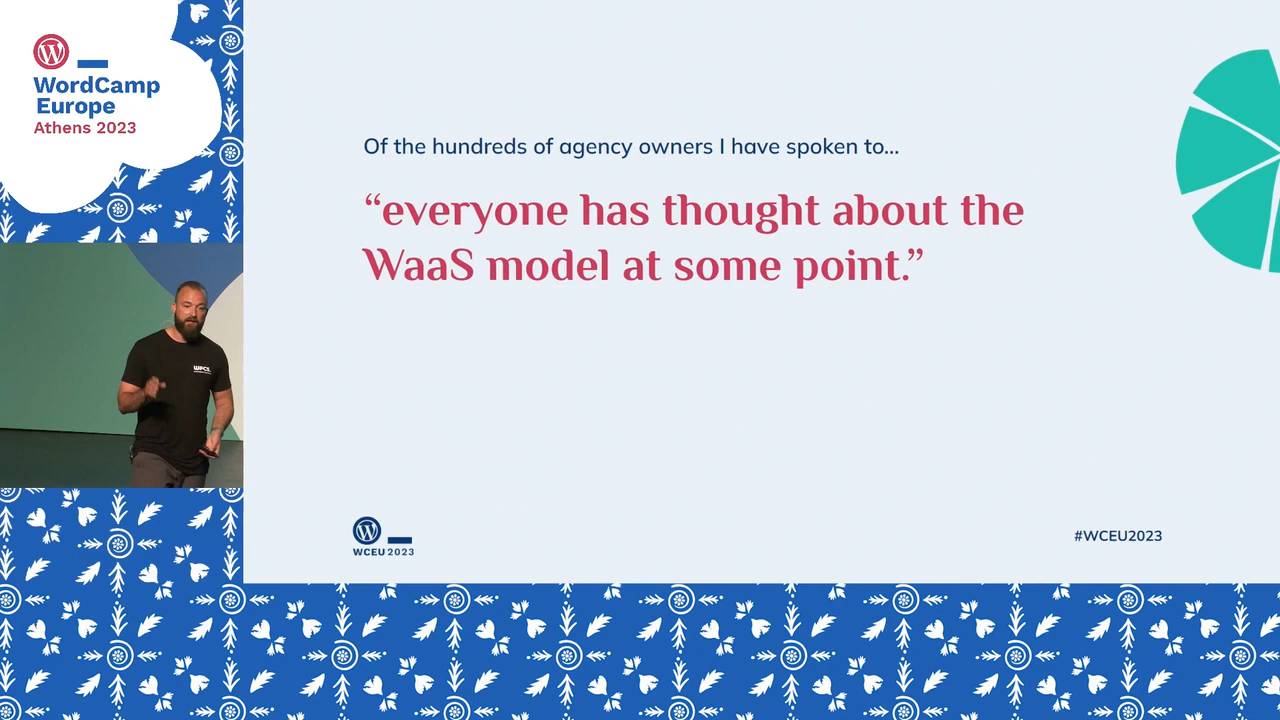 WordCamp
Europe
Athens 2023
Of the hundreds of agency owners I have spoken to...
“everyone has thought about the
WaaS model at some point.”
WPCS
WCEU 2023
#WCEU2023